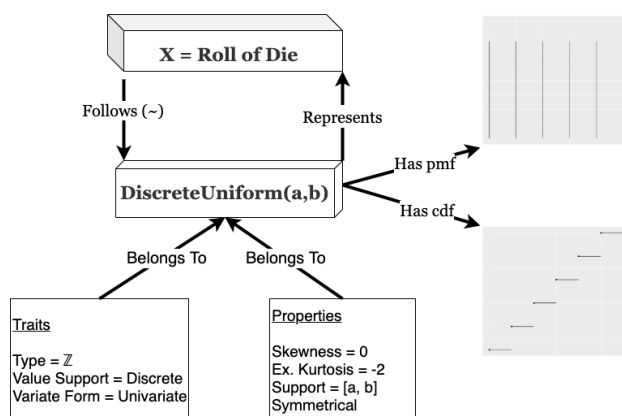 X = Roll of Die
Follows (~)
Represents
Has pmf
DiscreteUniform(a,b)
Has cdf
Belongs To
Belongs To
Traits
Type = ℤ
Value Support = Discrete
Variate Form = Univariate
Properties
Skewness = 0
Ex. Kurtosis = -2
Support = [a, b]
Symmetrical